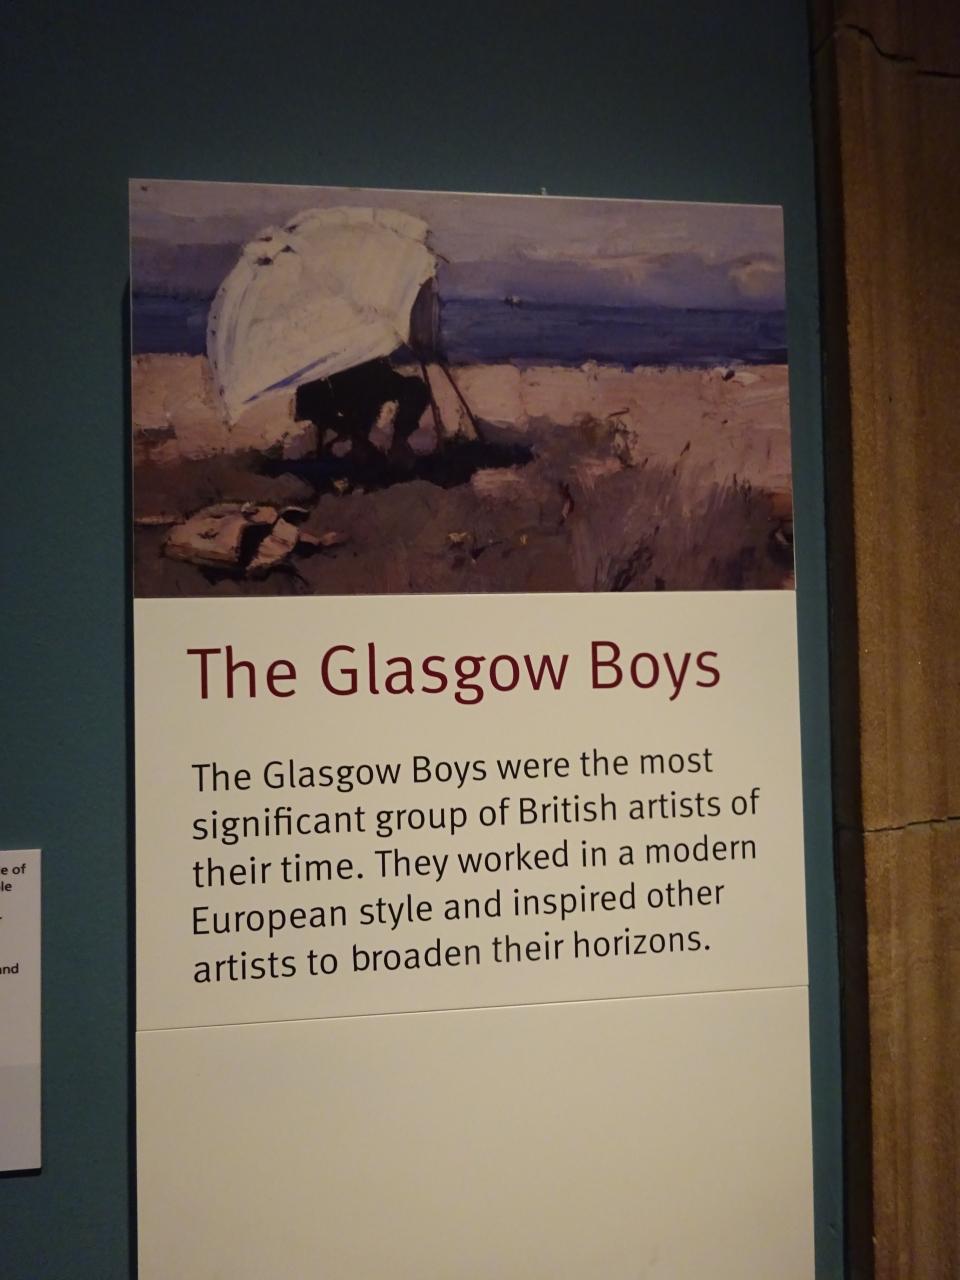 The Glasgow Boys
The Glasgow Boys were the most
significant group of British artists of
their time. They worked in a modern
European style and inspired other
artists to broaden their horizons.
of